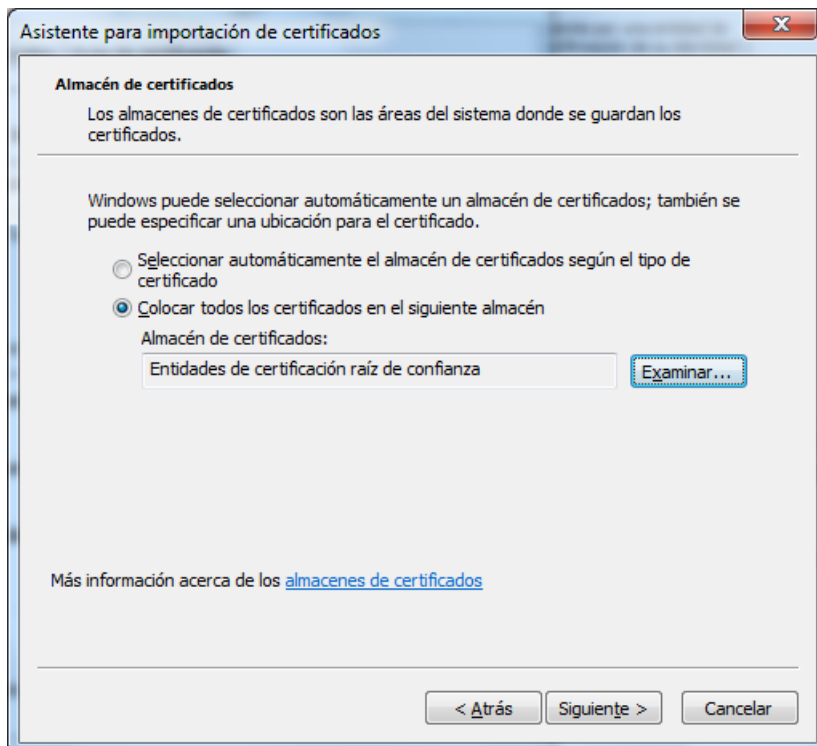 Asistente para importación de certificados
Almacén de certificados
Los almacenes de certificados son las áreas del sistema donde se guardan los
certificados.
Windows puede seleccionar automáticamente un almacén de certificados; también se
puede especificar una ubicación para el certificado.
Seleccionar automáticamente el almacén de certificados según el tipo de
certificado
Colocar todos los certificados en el siguiente almacén
Almacén de certificados:
Entidades de certificación raíz de confianza
Examinar...
Más información acerca de los almacenes de certificados
< Atrás
Siguiente >
Cancelar